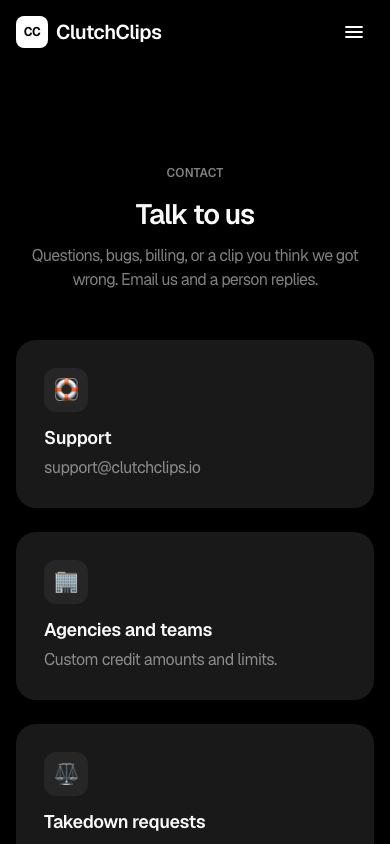 CC ClutchClips
CONTACT
Talk to us
Questions, bugs, billing, or a clip you think we got
wrong. Email us and a person replies.
Support
support@clutchclips.io
Agencies and teams
Custom credit amounts and limits.
Takedown requests